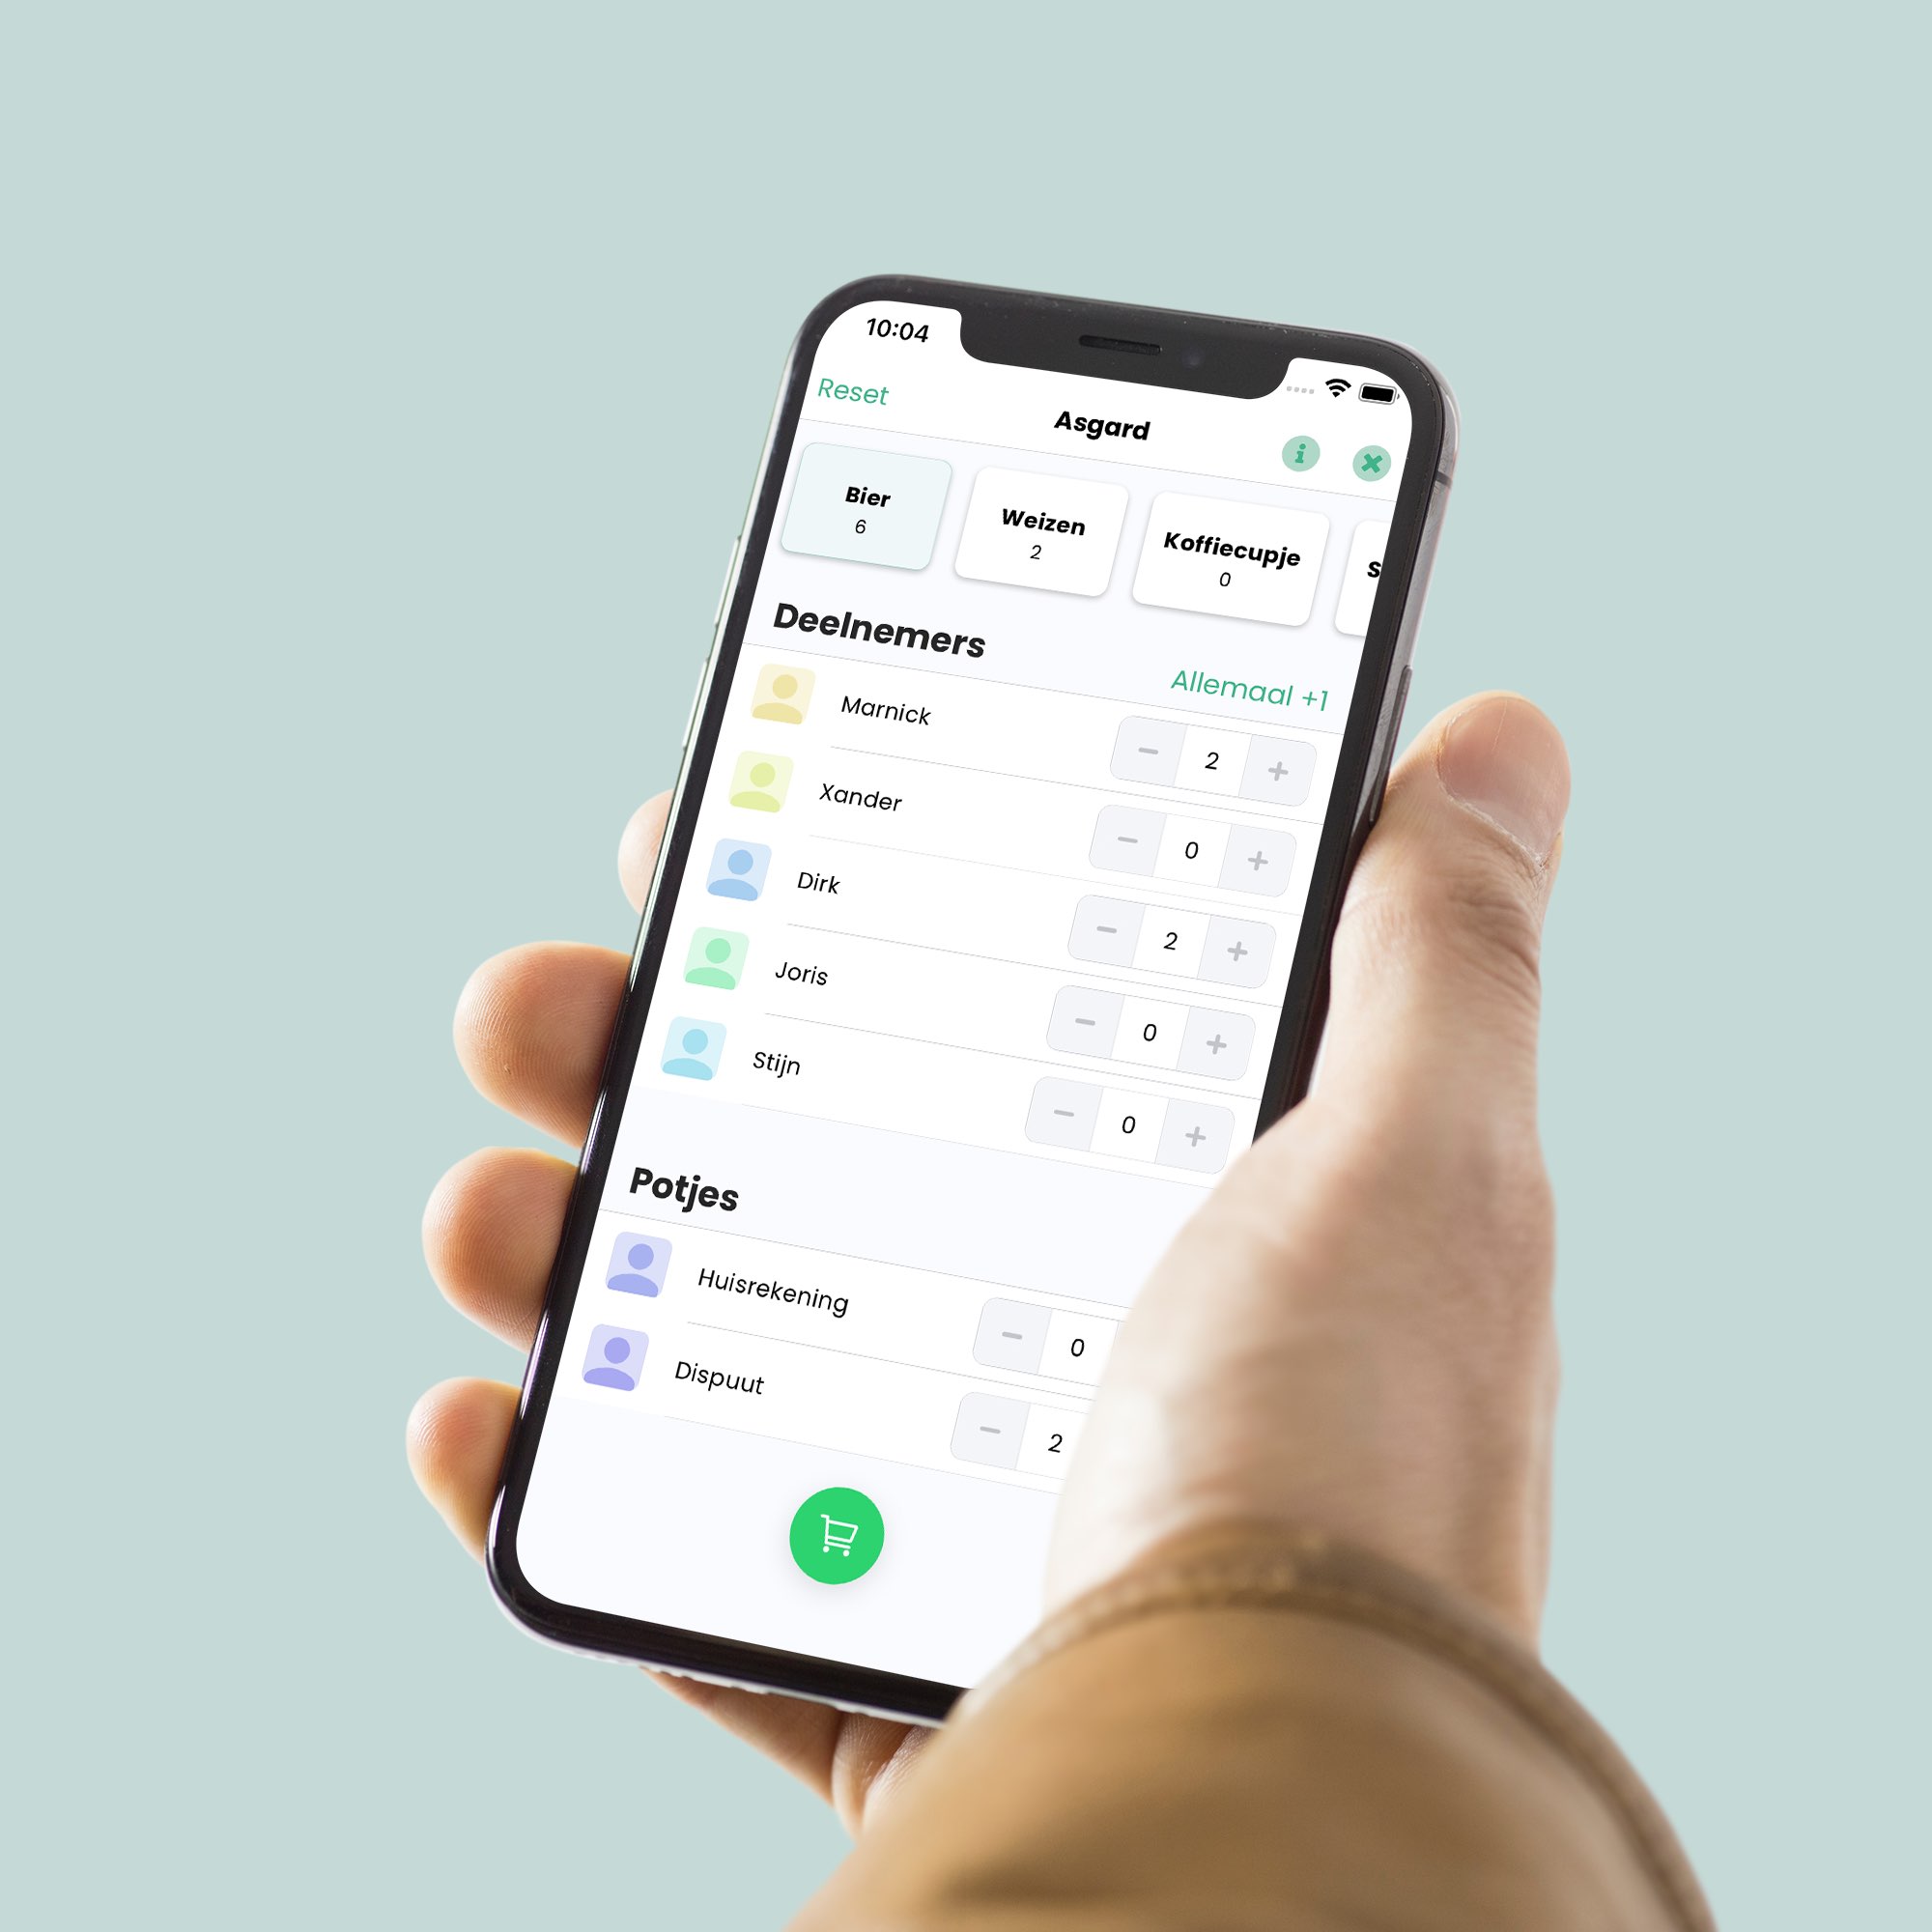 10:04
Reset
Asgard
Bier
6
Weizen
2
Koffiecupje
0
S
Deelnemers
Allemaal +1
Marnick
− 2 +
Xander
− 0 +
Dirk
− 2 +
Joris
− 0 +
Stijn
− 0 +
Potjes
Huisrekening
− 0
Dispuut
− 2